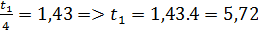 t₁/4 = 1,43 => t₁ = 1,43.4 = 5,72